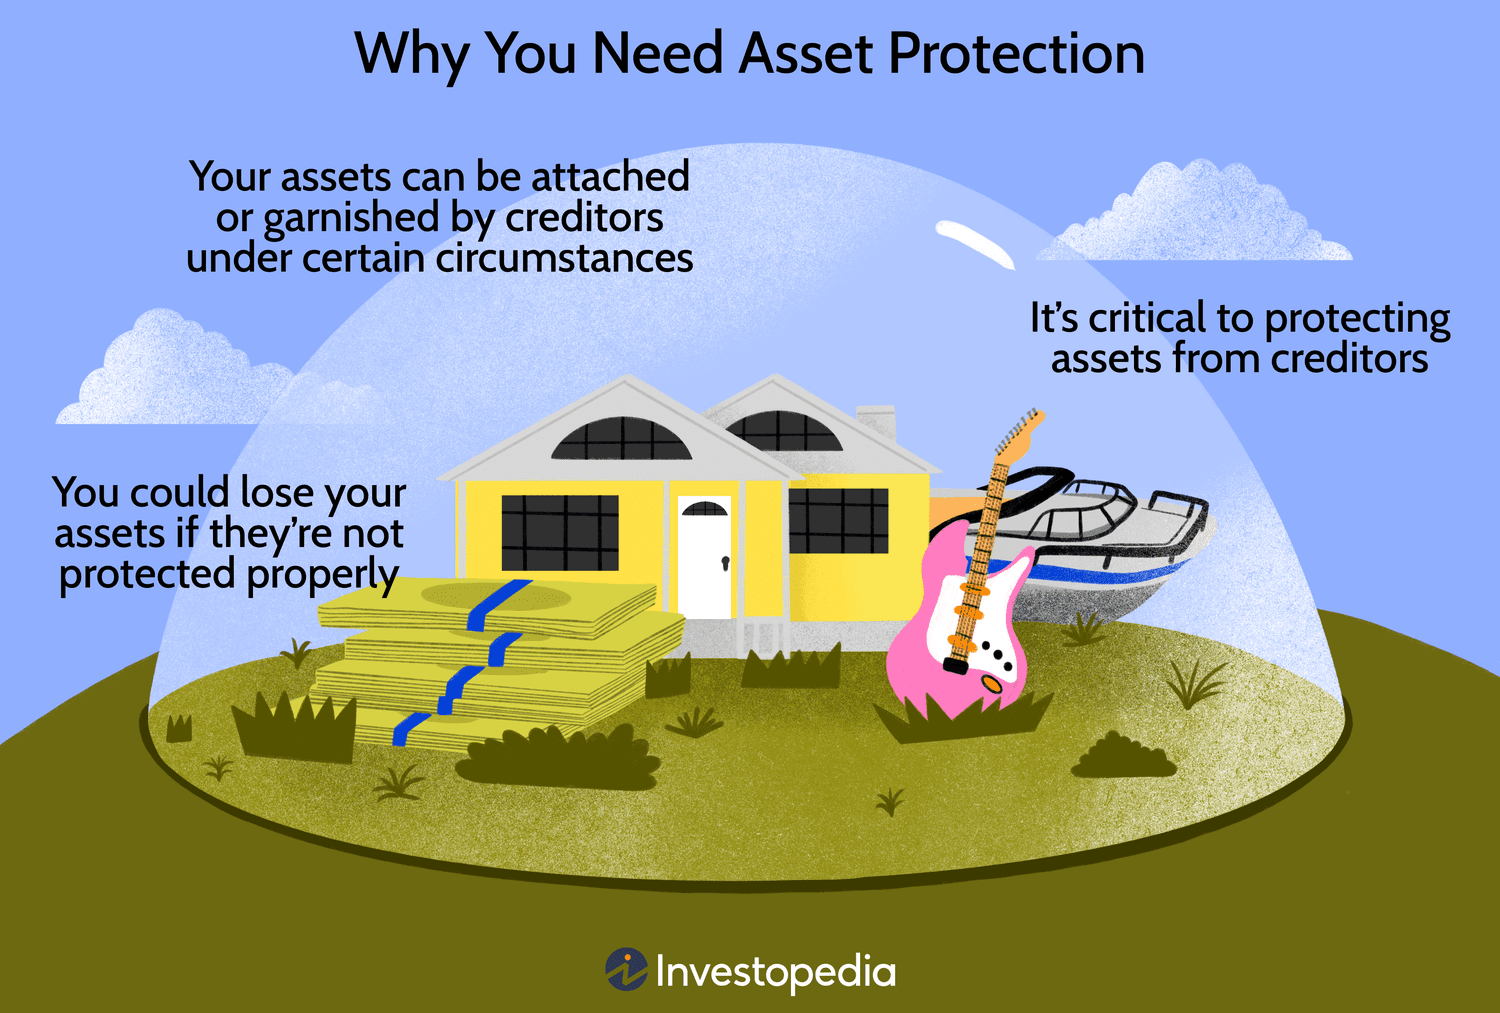 Why You Need Asset Protection
Your assets can be attached
or garnished by creditors
under certain circumstances
It's critical to protecting
assets from creditors
You could lose your
assets if they're not
protected properly
Investopedia